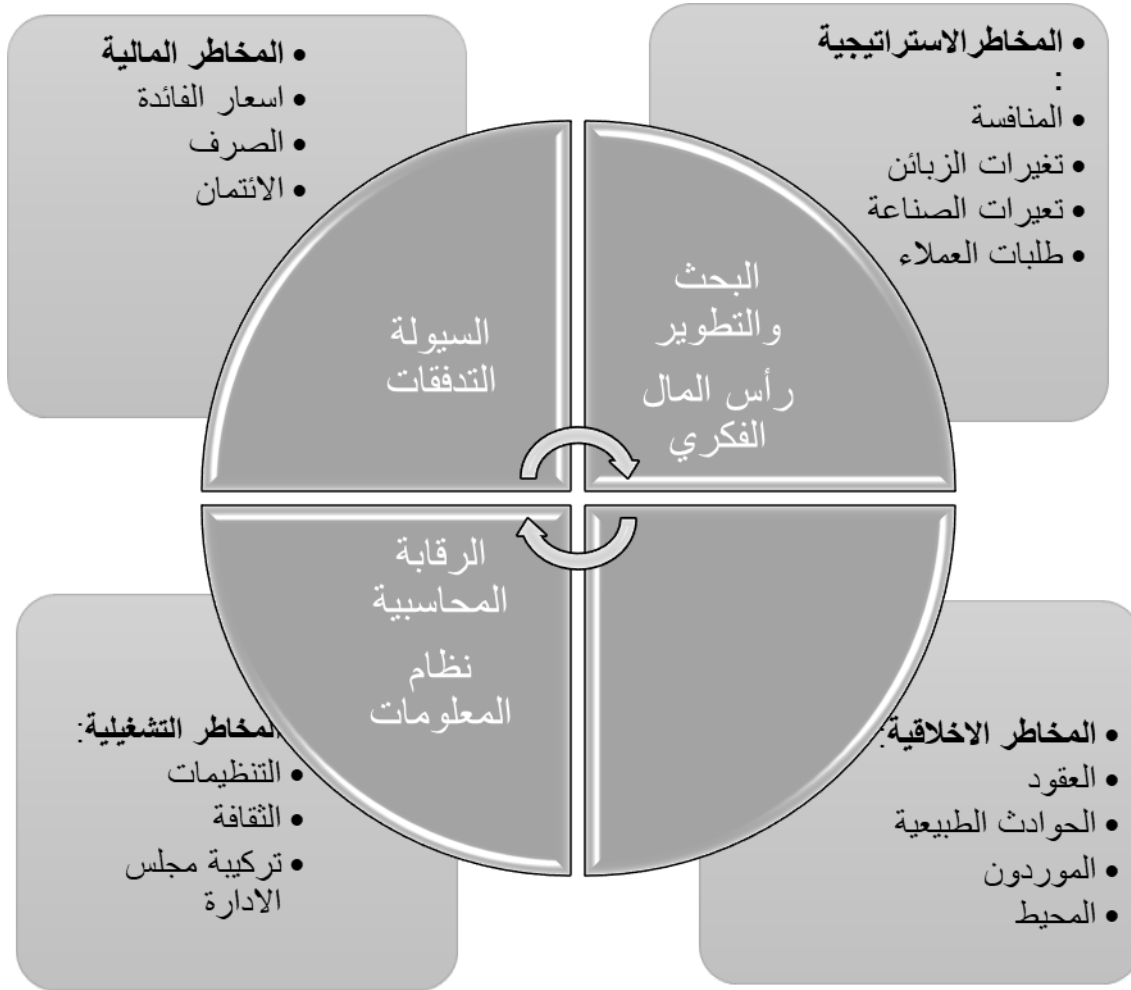 • المخاطر الاستراتيجية
:
• المنافسة
• تغيرات الزبائن
• تعيرات الصناعة
• طلبات العملاء
• المخاطر المالية
• اسعار الفائدة
• الصرف
• الائتمان
البحث
والتطوير
رأس المال
الفكري
السيولة
التدفقات
الرقابة
المحاسبية
نظام
المعلومات
• المخاطر الاخلاقية:
• العقود
• الحوادث الطبيعية
• الموردون
• المحيط
المخاطر التشغيلية:
• التنظيمات
• الثقافة
• تركيبة مجلس
الادارة